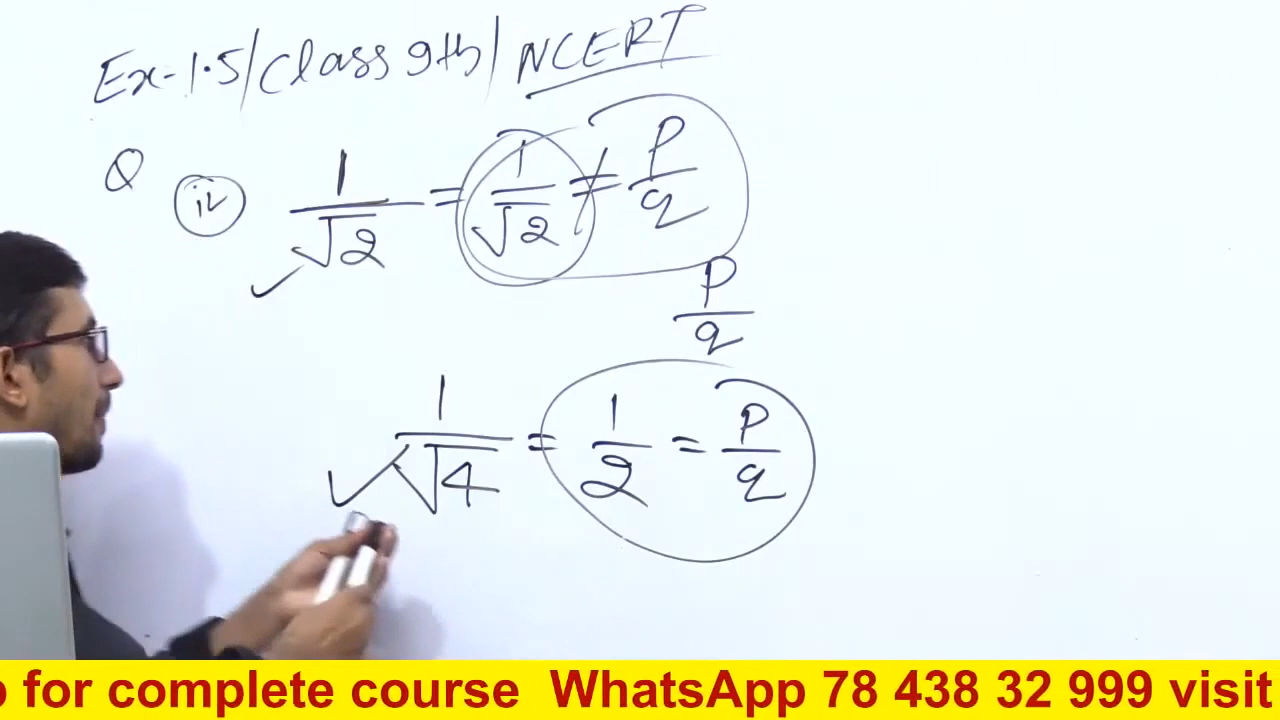 Ex-1.5/Class 9th/NCERT
Q (iv) 1/√2 = 1/√2 ≠ P/q
P/q
1/√4 = 1/2 = P/q
for complete course WhatsApp 78 438 32 999 visit